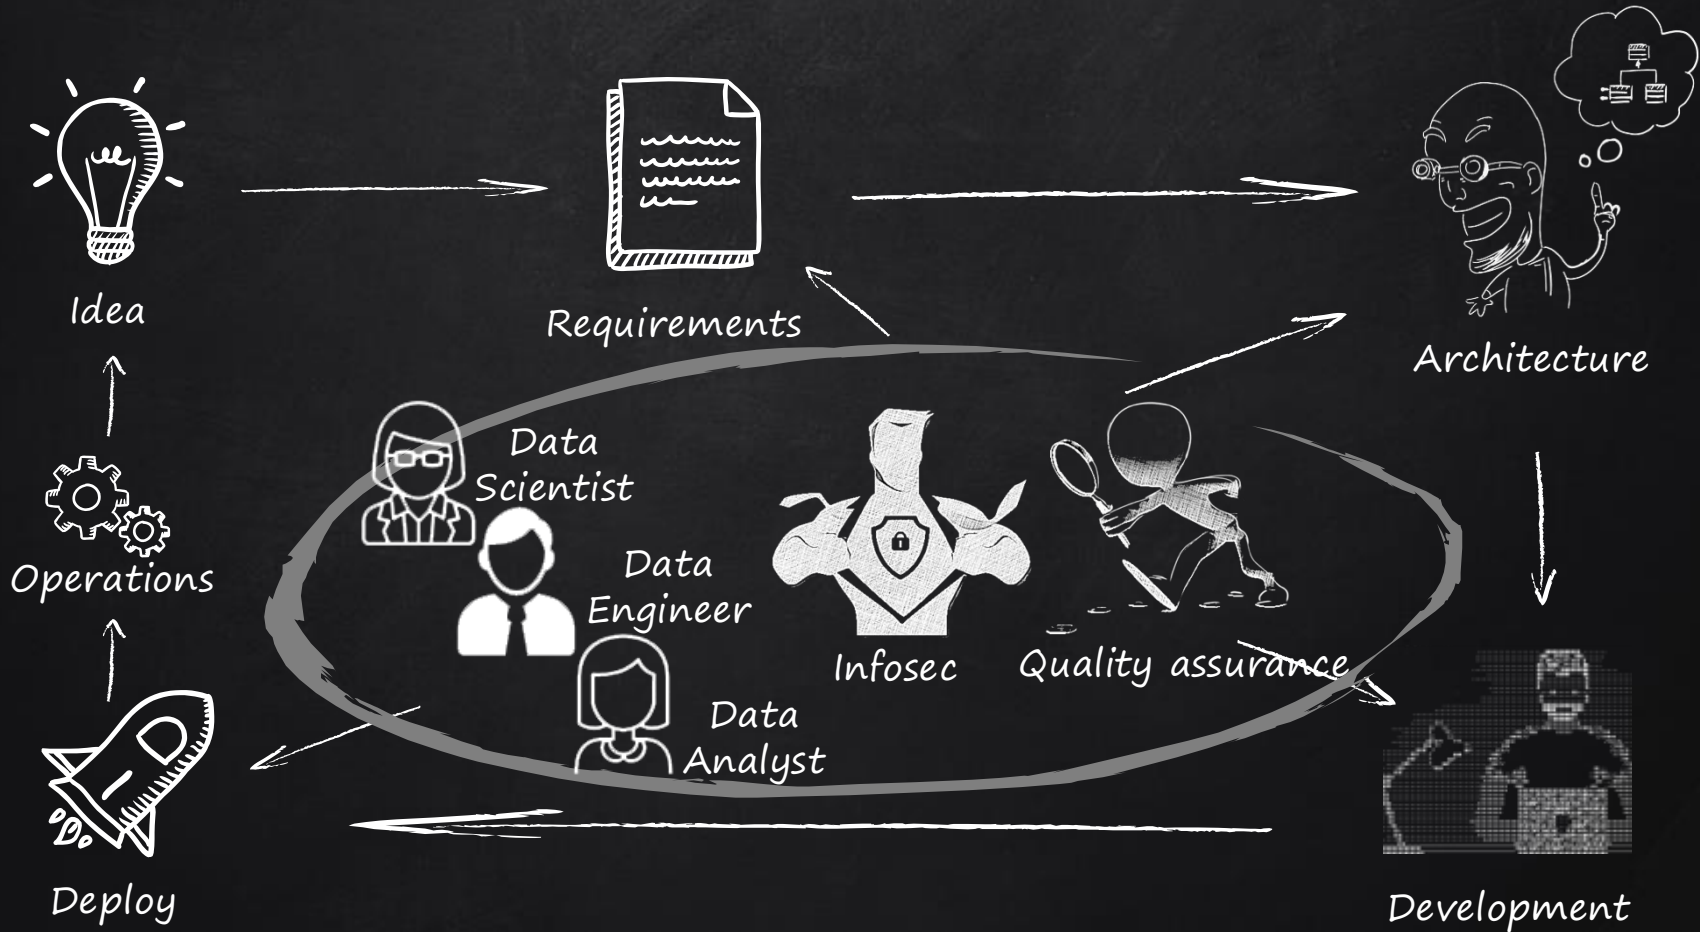 Idea
Requirements
Architecture
Data
Scientist
Data
Engineer
Operations
Infosec
Quality assurance
Data
Analyst
Deploy
Development